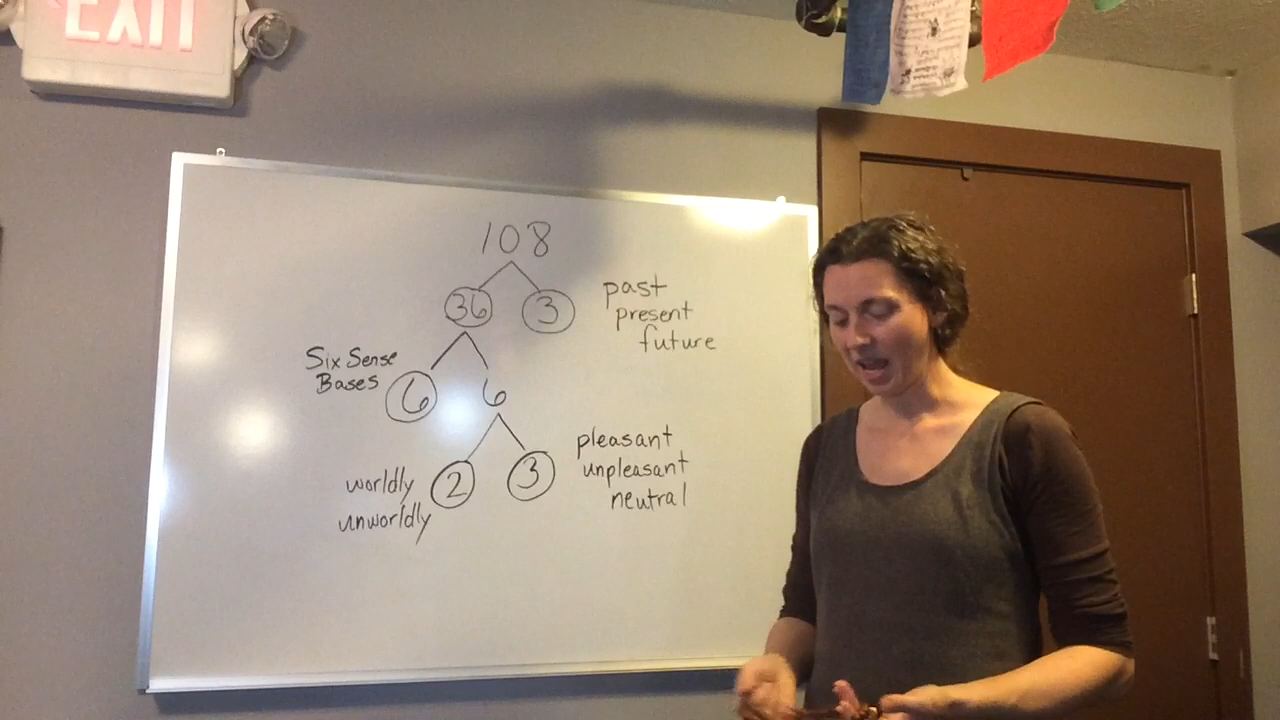 EXIT
108
36 3
past
present
future
Six Sense
Bases
6 6
pleasant
unpleasant
neutral
worldly
unworldly
2 3